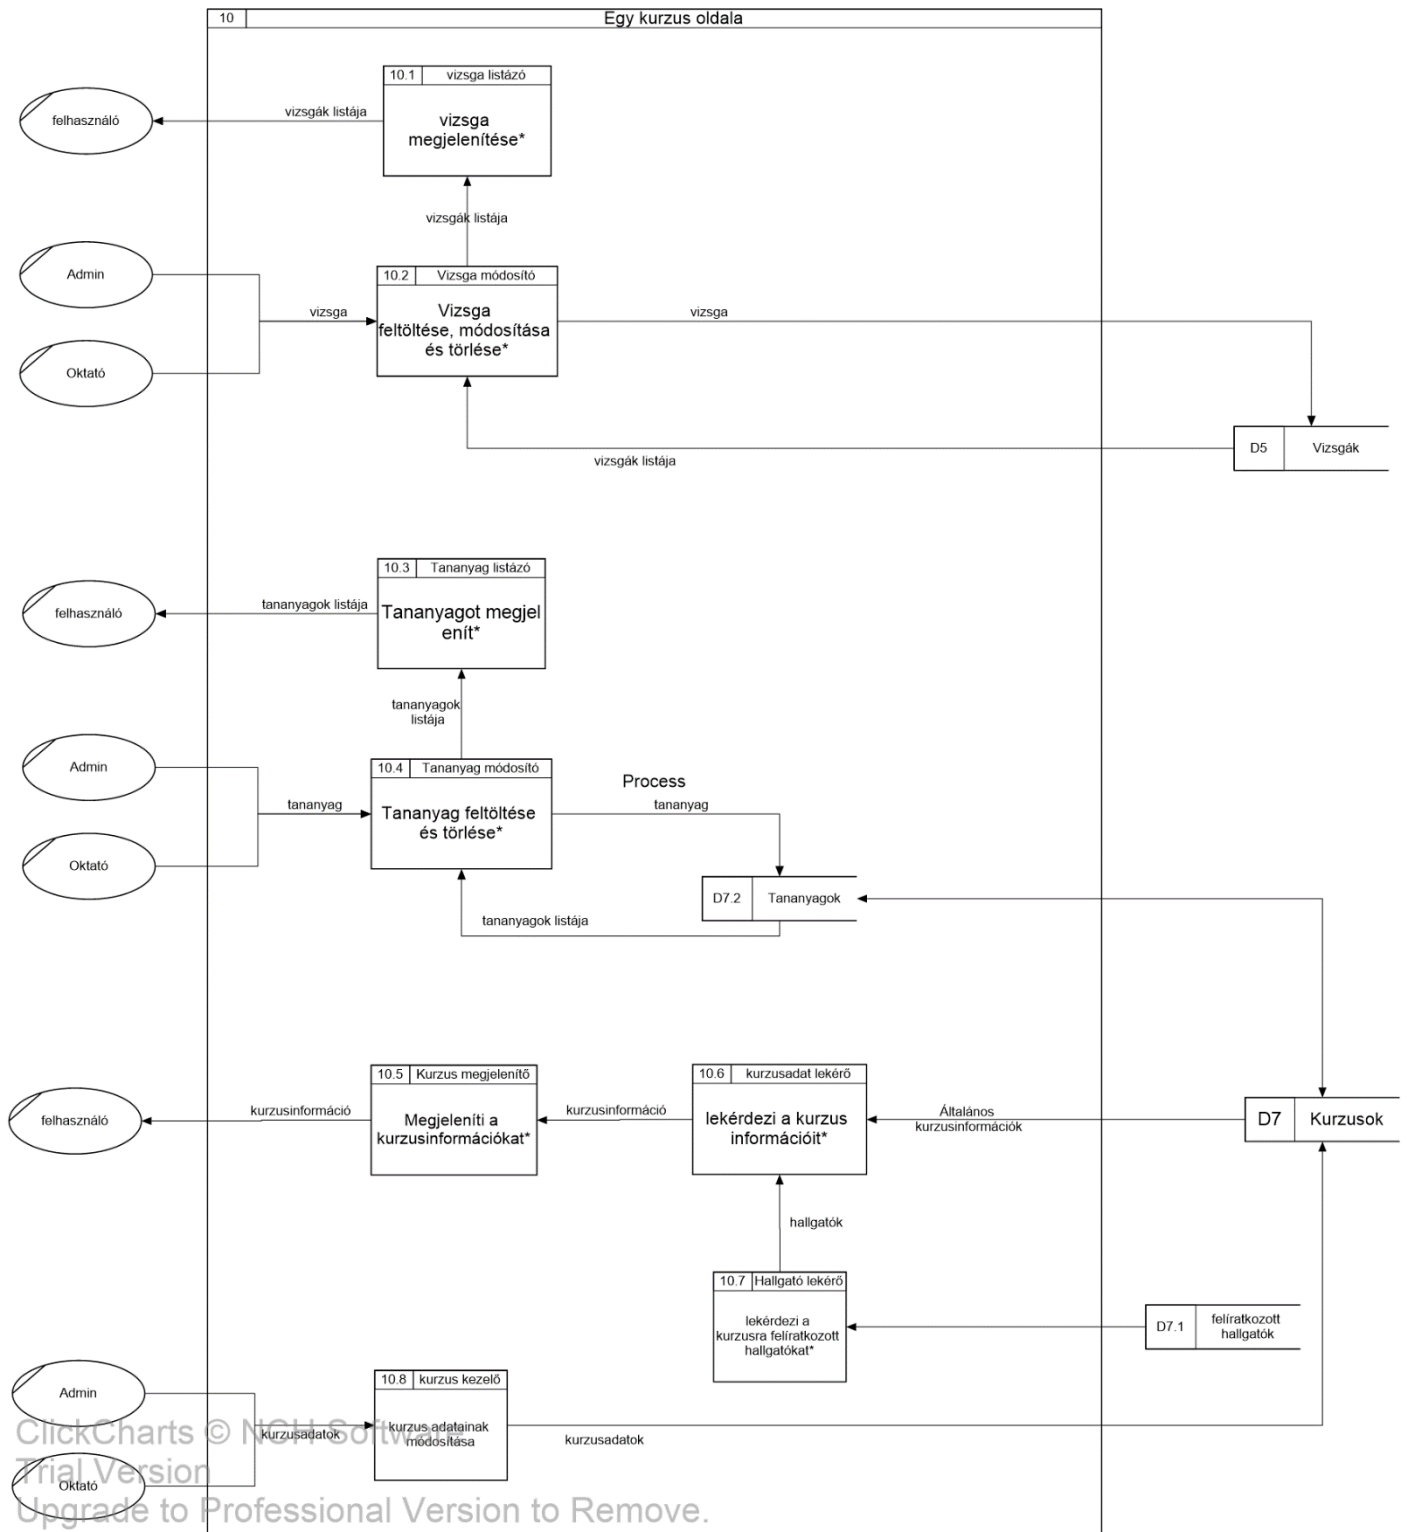 10 Egy kurzus oldala
10.1 vizsga listázó
felhasználó
vizsgák listája
vizsga
megjelenítése*
vizsgák listája
Admin
10.2 Vizsga módosító
vizsga
Vizsga
feltöltése, módosítása
és törlése*
vizsga
Oktató
D5 Vizsgák
vizsgák listája
10.3 Tananyag listázó
felhasználó
tananyagok listája
Tananyagot megjel
enít*
tananyagok
listája
Admin
10.4 Tananyag módosító
Process
tananyag
Tananyag feltöltése
és törlése*
tananyag
Oktató
D7.2 Tananyagok
tananyagok listája
10.5 Kurzus megjelenítő
10.6 kurzusadat lekérő
felhasználó
kurzusinformáció
Megjeleníti a
kurzusinformációkat*
kurzusinformáció
lekérdezi a kurzus
információit*
Általános
kurzusinformációk
D7 Kurzusok
hallgatók
10.7 Hallgató lekérő
lekérdezi a
kurzusra felíratkozott
hallgatókat*
D7.1 felíratkozott
hallgatók
Admin
10.8 kurzus kezelő
kurzusadatok
kurzus adatainak
módosítása
kurzusadatok
Oktató
ClickCharts © NCH Software
Trial Version
Upgrade to Professional Version to Remove.